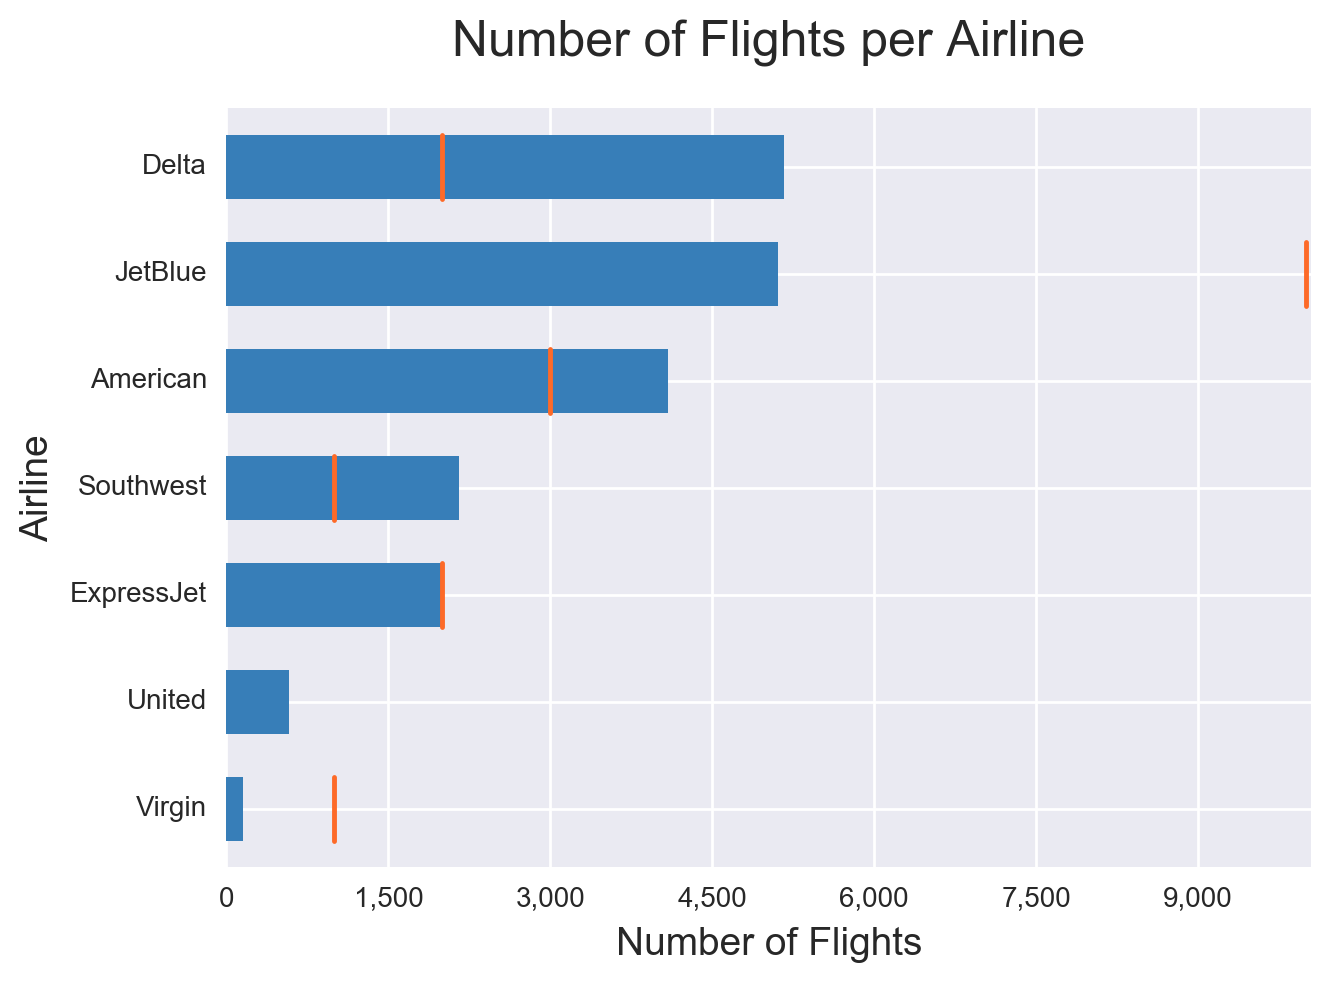 Number of Flights per Airline
Delta
JetBlue
American
Southwest
ExpressJet
United
Virgin
Airline
0 1,500 3,000 4,500 6,000 7,500 9,000
Number of Flights